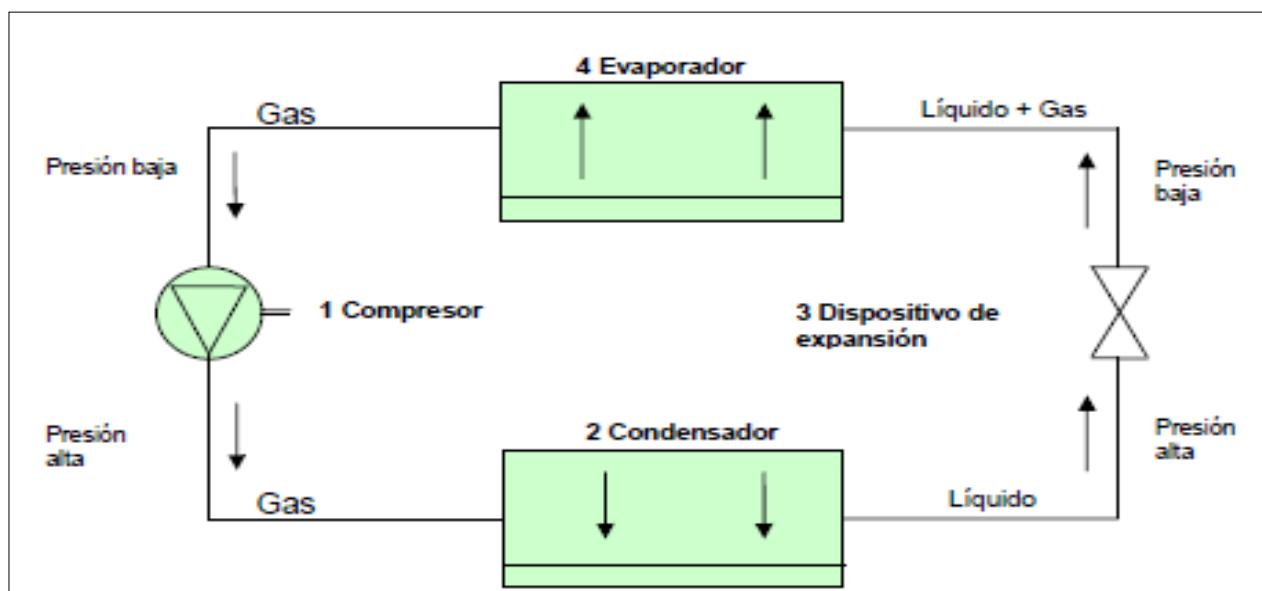 4 Evaporador
Gas
Líquido + Gas
Presión baja
Presión
baja
1 Compresor
3 Dispositivo de
expansión
Presión
alta
2 Condensador
Presión
alta
Gas
Líquido